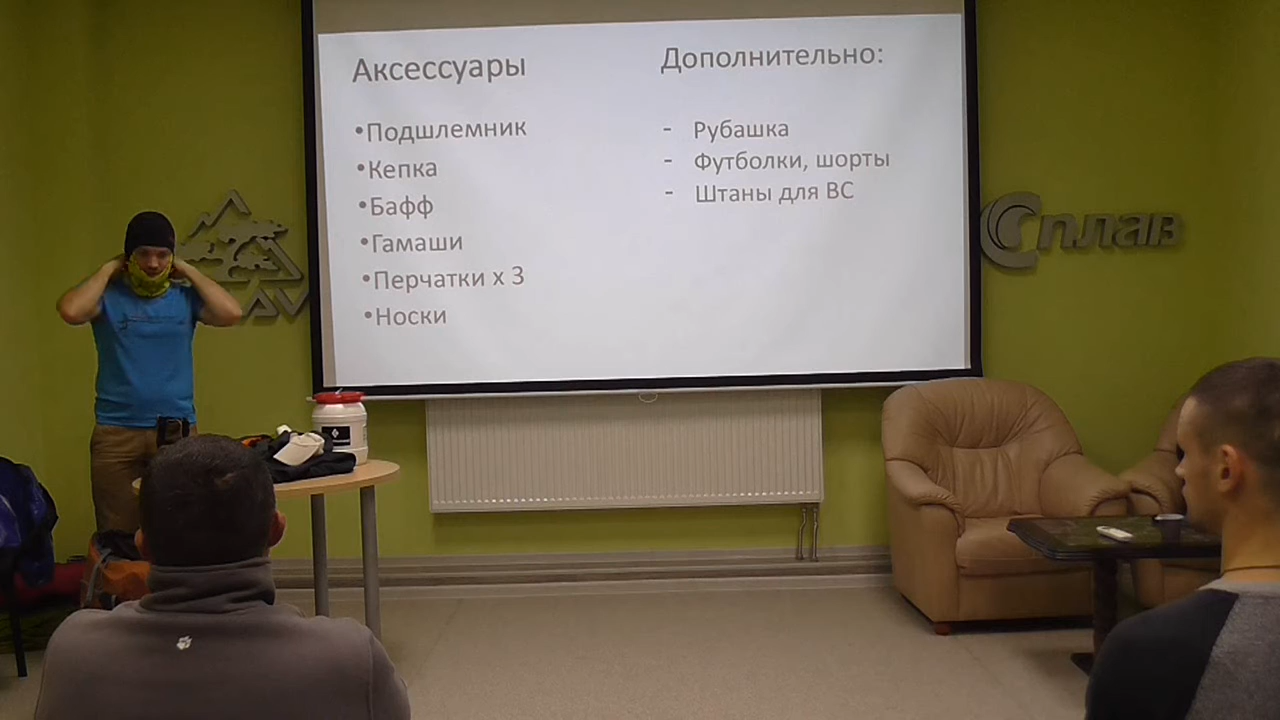 Аксессуары
•Подшлемник
•Кепка
•Бафф
•Гамаши
•Перчатки х 3
•Носки
Дополнительно:
- Рубашка
- Футболки, шорты
- Штаны для ВС
Сплав